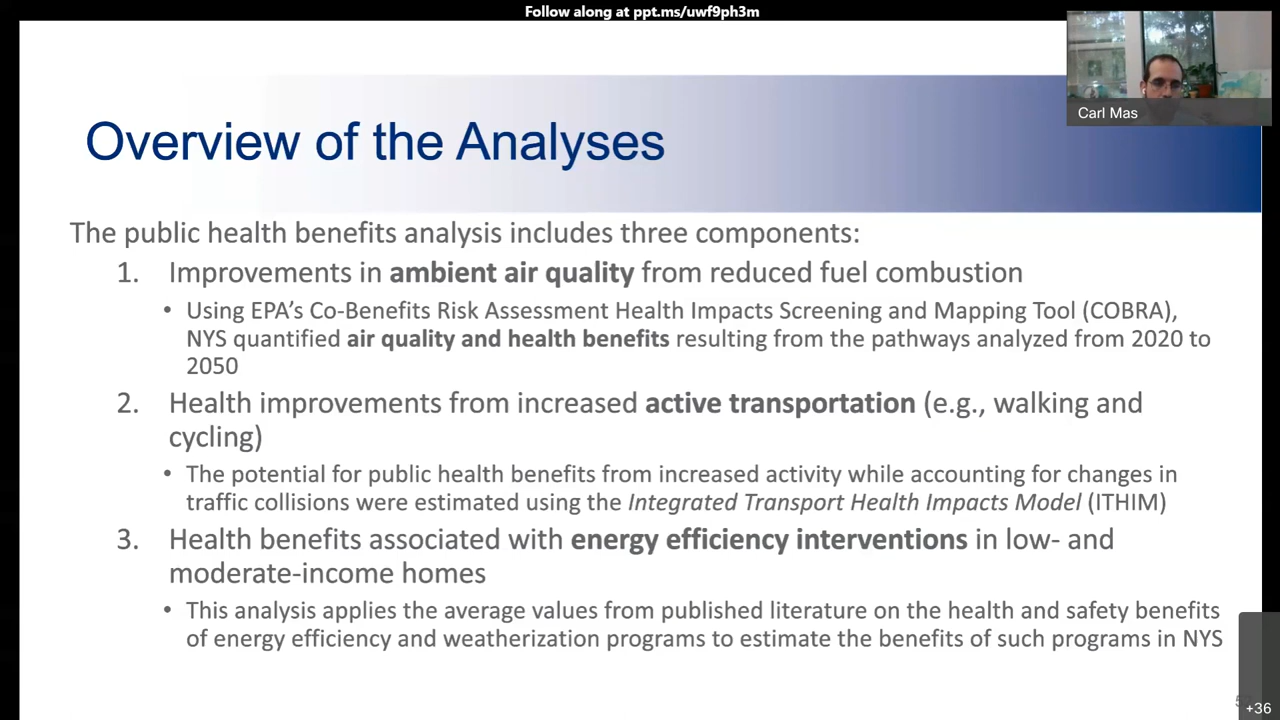 Follow along at ppt.ms/uwf9ph3m
Carl Mas
Overview of the Analyses
The public health benefits analysis includes three components:
1. Improvements in ambient air quality from reduced fuel combustion
• Using EPA's Co-Benefits Risk Assessment Health Impacts Screening and Mapping Tool (COBRA),
NYS quantified air quality and health benefits resulting from the pathways analyzed from 2020 to
2050
2. Health improvements from increased active transportation (e.g., walking and
cycling)
• The potential for public health benefits from increased activity while accounting for changes in
traffic collisions were estimated using the Integrated Transport Health Impacts Model (ITHIM)
3. Health benefits associated with energy efficiency interventions in low- and
moderate-income homes
• This analysis applies the average values from published literature on the health and safety benefits
of energy efficiency and weatherization programs to estimate the benefits of such programs in NYS
+36